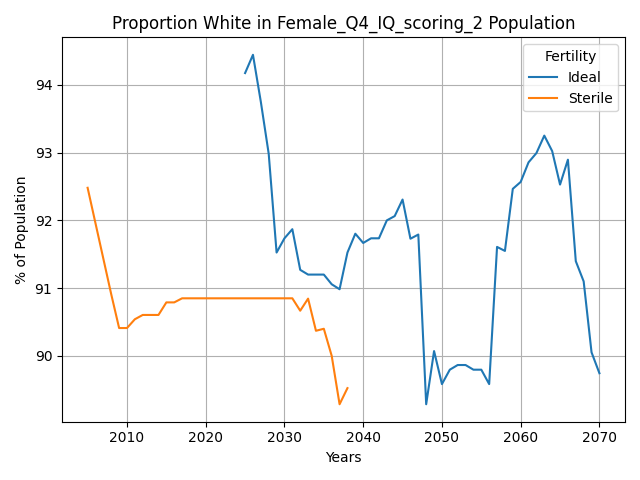 Proportion White in Female_Q4_IQ_scoring_2 Population
Fertility
Ideal
Sterile
% of Population
94
93
92
91
90
2010 2020 2030 2040 2050 2060 2070
Years